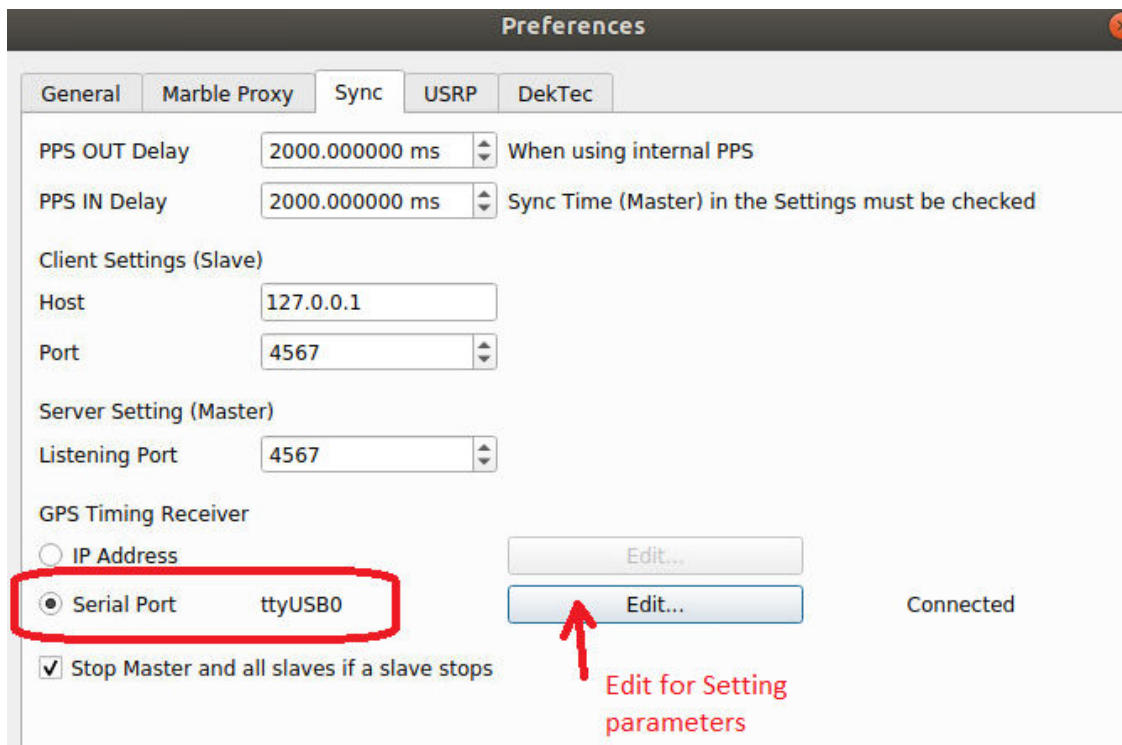 Preferences
General Marble Proxy Sync USRP DekTec
PPS OUT Delay 2000.000000 ms When using internal PPS
PPS IN Delay 2000.000000 ms Sync Time (Master) in the Settings must be checked
Client Settings (Slave)
Host 127.0.0.1
Port 4567
Server Setting (Master)
Listening Port 4567
GPS Timing Receiver
IP Address Edit...
Serial Port ttyUSB0 Edit... Connected
Stop Master and all slaves if a slave stops
Edit for Setting
parameters